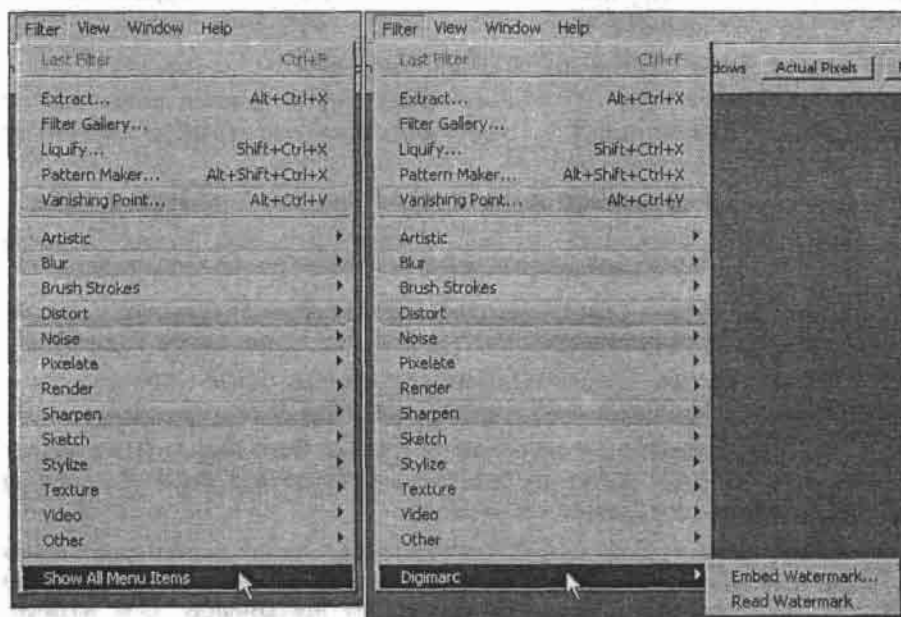 Filter View Window Help
Last Filter Ctrl+F
Extract... Alt+Ctrl+X
Filter Gallery...
Liquify... Shift+Ctrl+X
Pattern Maker... Alt+Shift+Ctrl+X
Vanishing Point... Alt+Ctrl+V
Artistic
Blur
Brush Strokes
Distort
Noise
Pixelate
Render
Sharpen
Sketch
Stylize
Texture
Video
Other
Show All Menu Items
Filter View Window Help
Last Filter Ctrl+F
dows Actual Pixels
Extract... Alt+Ctrl+X
Filter Gallery...
Liquify... Shift+Ctrl+X
Pattern Maker... Alt+Shift+Ctrl+X
Vanishing Point... Alt+Ctrl+V
Artistic
Blur
Brush Strokes
Distort
Noise
Pixelate
Render
Sharpen
Sketch
Stylize
Texture
Video
Other
Digimarc
Embed Watermark...
Read Watermark